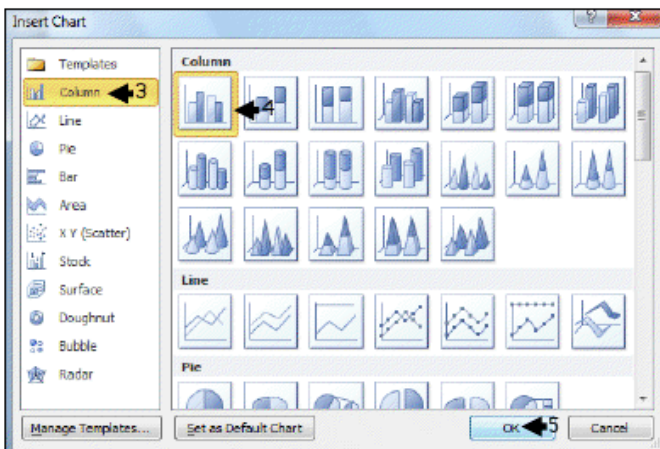 Insert Chart
Templates
Column 3
Line
Pie
Bar
Area
X Y (Scatter)
Stock
Surface
Doughnut
Bubble
Radar
Column
4
Line
Pie
Manage Templates...
Set as Default Chart
OK 5
Cancel